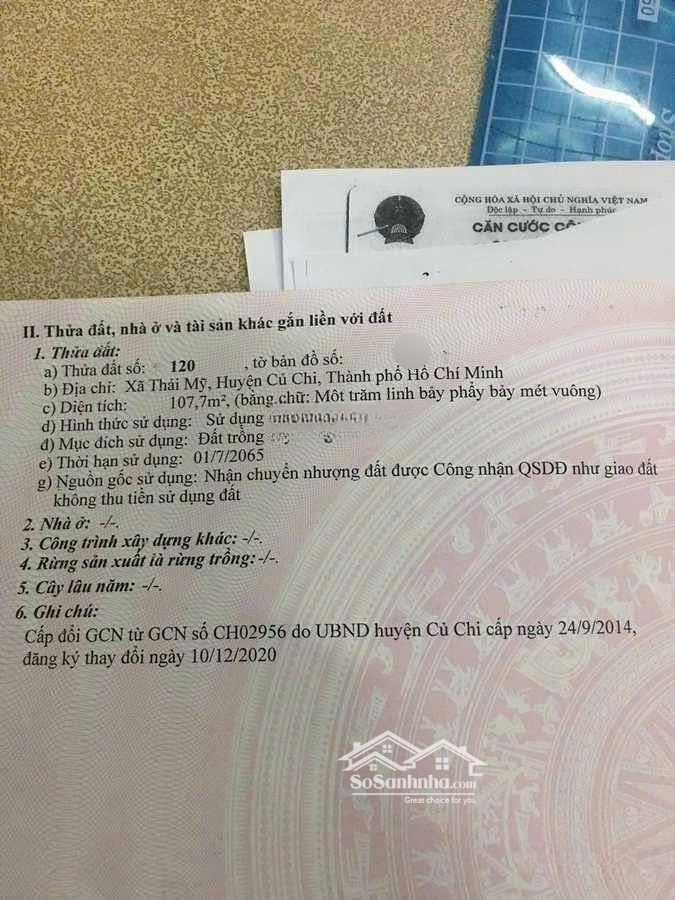 CỘNG HÒA XÃ HỘI CHỦ NGHĨA VIỆT NAM
Độc lập - Tự do - Hạnh phúc
CĂN CƯỚC CÔ
II. Thửa đất, nhà ở và tài sản khác gắn liền với đất
1. Thửa đất:
a) Thửa đất số: 120 , tờ bản đồ số:
b) Địa chỉ: Xã Thái Mỹ, Huyện Củ Chi, Thành phố Hồ Chí Minh
c) Diện tích: 107,7m², (bằng chữ: Một trăm linh bảy phẩy bảy mét vuông)
d) Hình thức sử dụng: Sử dụng
đ) Mục đích sử dụng: Đất trồng
e) Thời hạn sử dụng: 01/7/2065
g) Nguồn gốc sử dụng: Nhận chuyển nhượng đất được Công nhận QSDĐ như giao đất
không thu tiền sử dụng đất
2. Nhà ở: -/-.
3. Công trình xây dựng khác: -/-.
4. Rừng sản xuất là rừng trồng: -/-.
5. Cây lâu năm: -/-.
6. Ghi chú:
Cấp đổi GCN từ GCN số CH02956 do UBND huyện Củ Chi cấp ngày 24/9/2014,
đăng ký thay đổi ngày 10/12/2020
SoSanhnha.com
Great choice for you